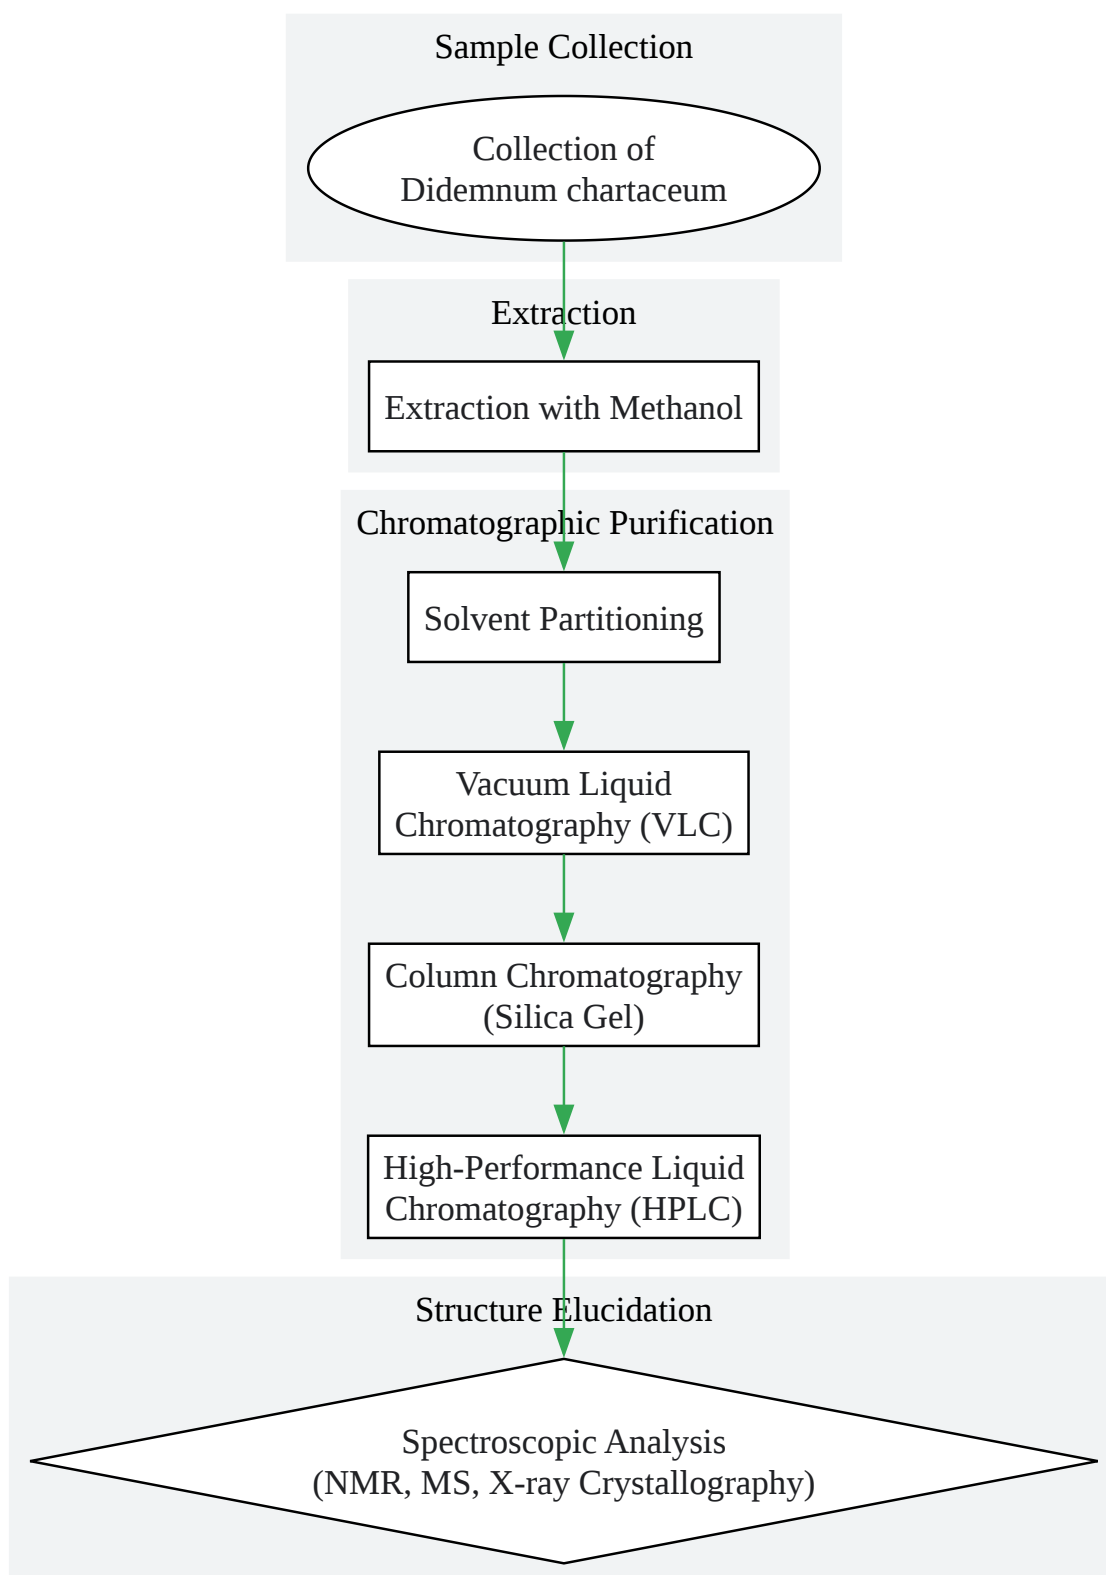 Sample Collection
Collection of
Didemnum chartaceum
Extraction
Extraction with Methanol
Chromatographic Purification
Solvent Partitioning
Vacuum Liquid
Chromatography (VLC)
Column Chromatography
(Silica Gel)
High-Performance Liquid
Chromatography (HPLC)
Structure Elucidation
Spectroscopic Analysis
(NMR, MS, X-ray Crystallography)